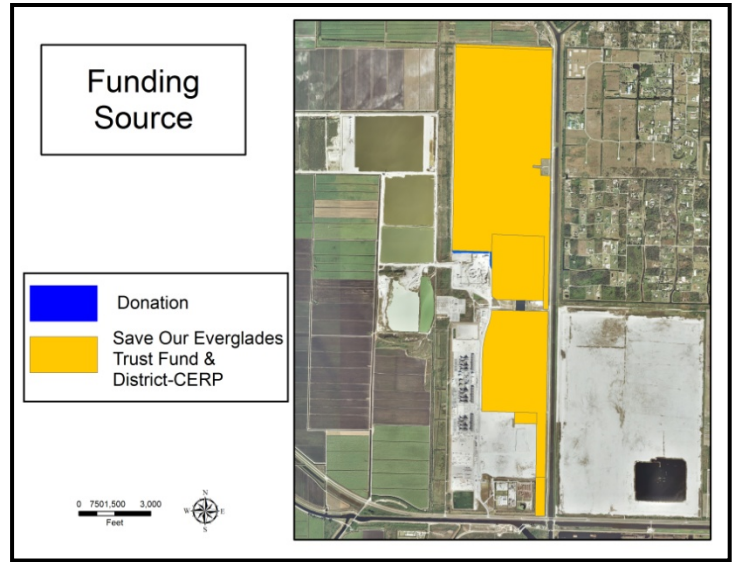 Funding
Source
Donation
Save Our Everglades
Trust Fund &
District-CERP
0 7501,500 3,000
Feet
N
W E
S